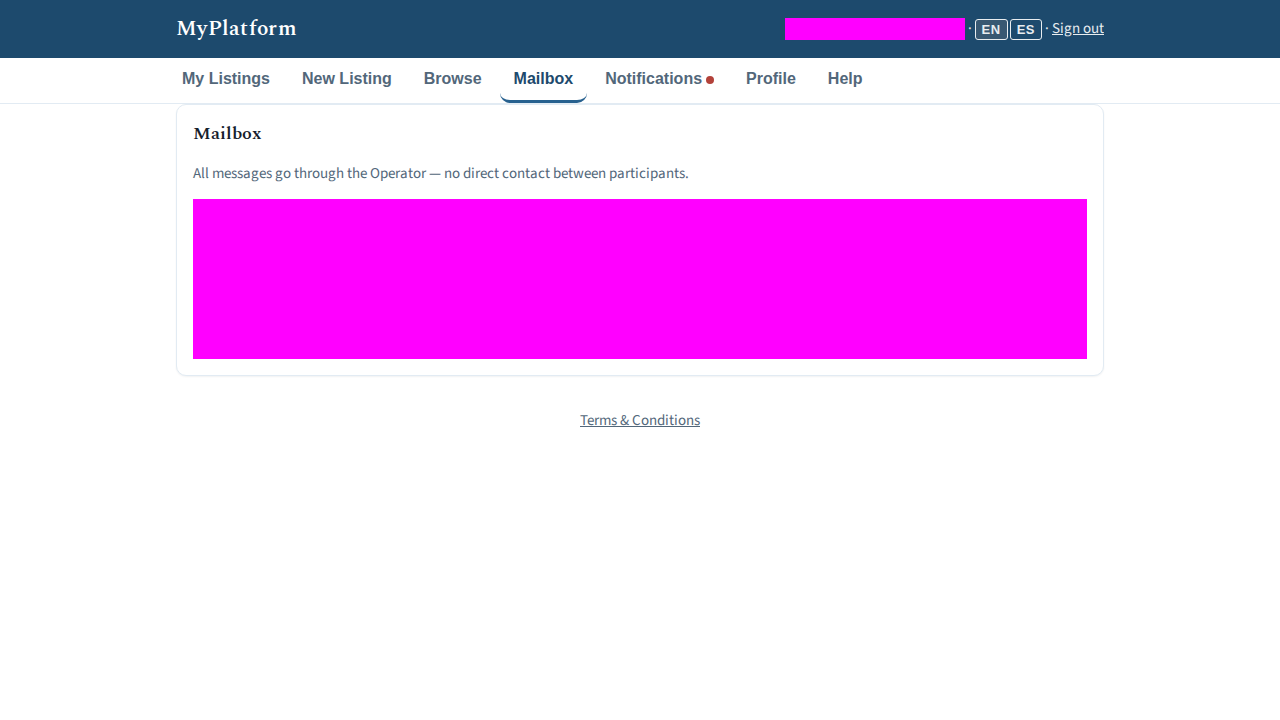 MyPlatform
· EN ES · Sign out
My Listings New Listing Browse Mailbox Notifications Profile Help
Mailbox
All messages go through the Operator — no direct contact between participants.
Terms & Conditions